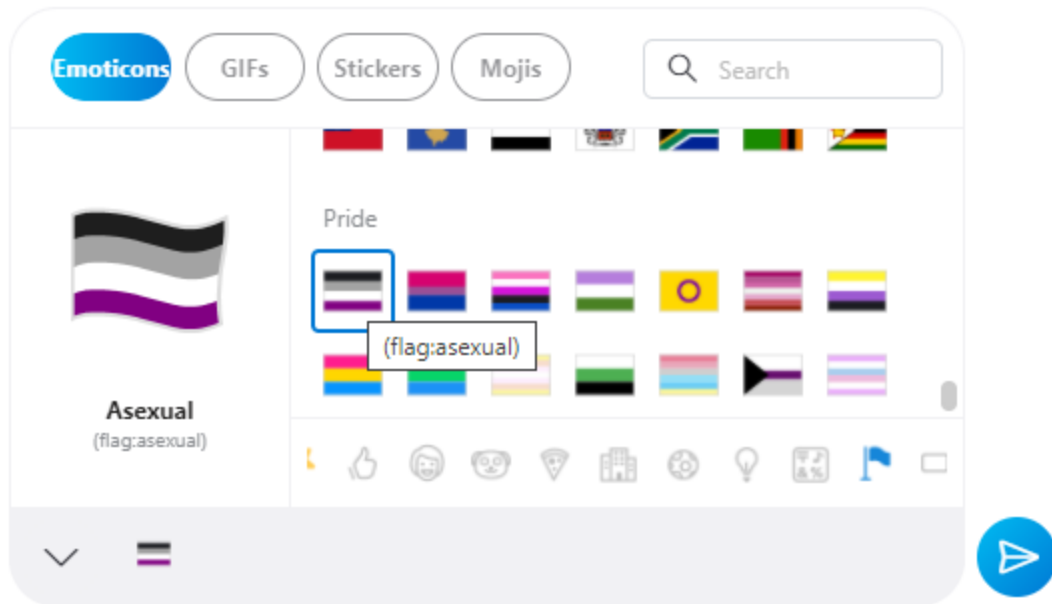 Emoticons GIFs Stickers Mojis Search
Pride
(flag:asexual)
Asexual
(flag:asexual)